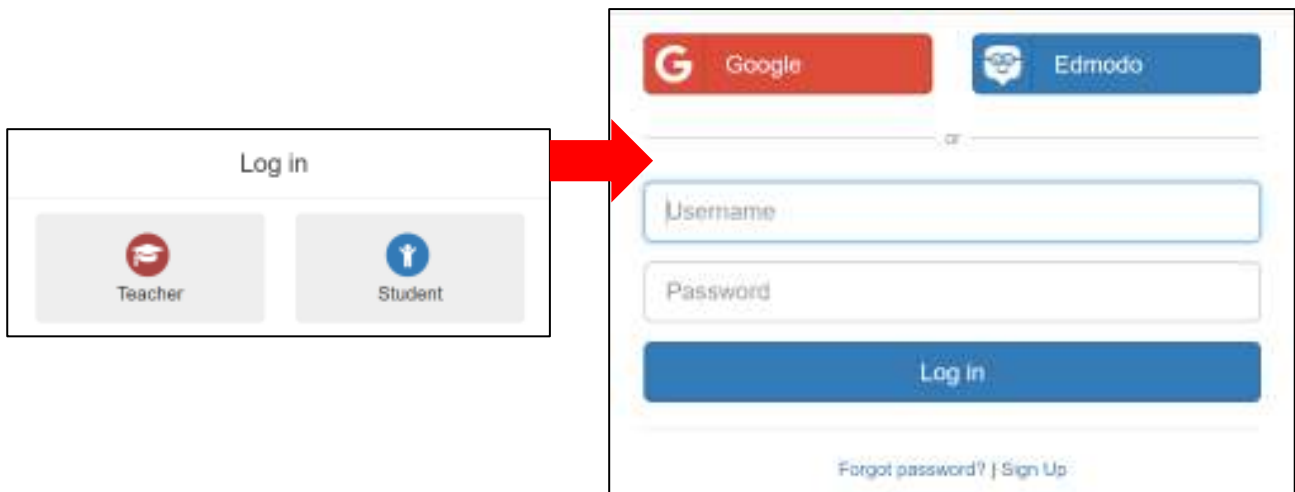 Log in
Teacher Student
Google Edmodo
or
Username
Password
Log in
Forgot password? | Sign Up